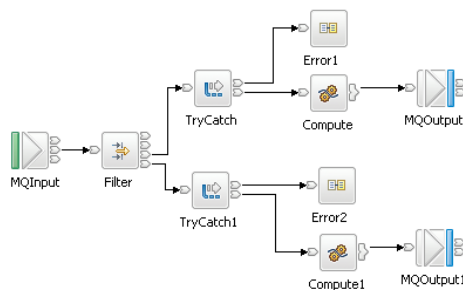 Error1
TryCatch
Compute
MQOutput
MQInput
Filter
TryCatch1
Error2
Compute1
MQOutput1